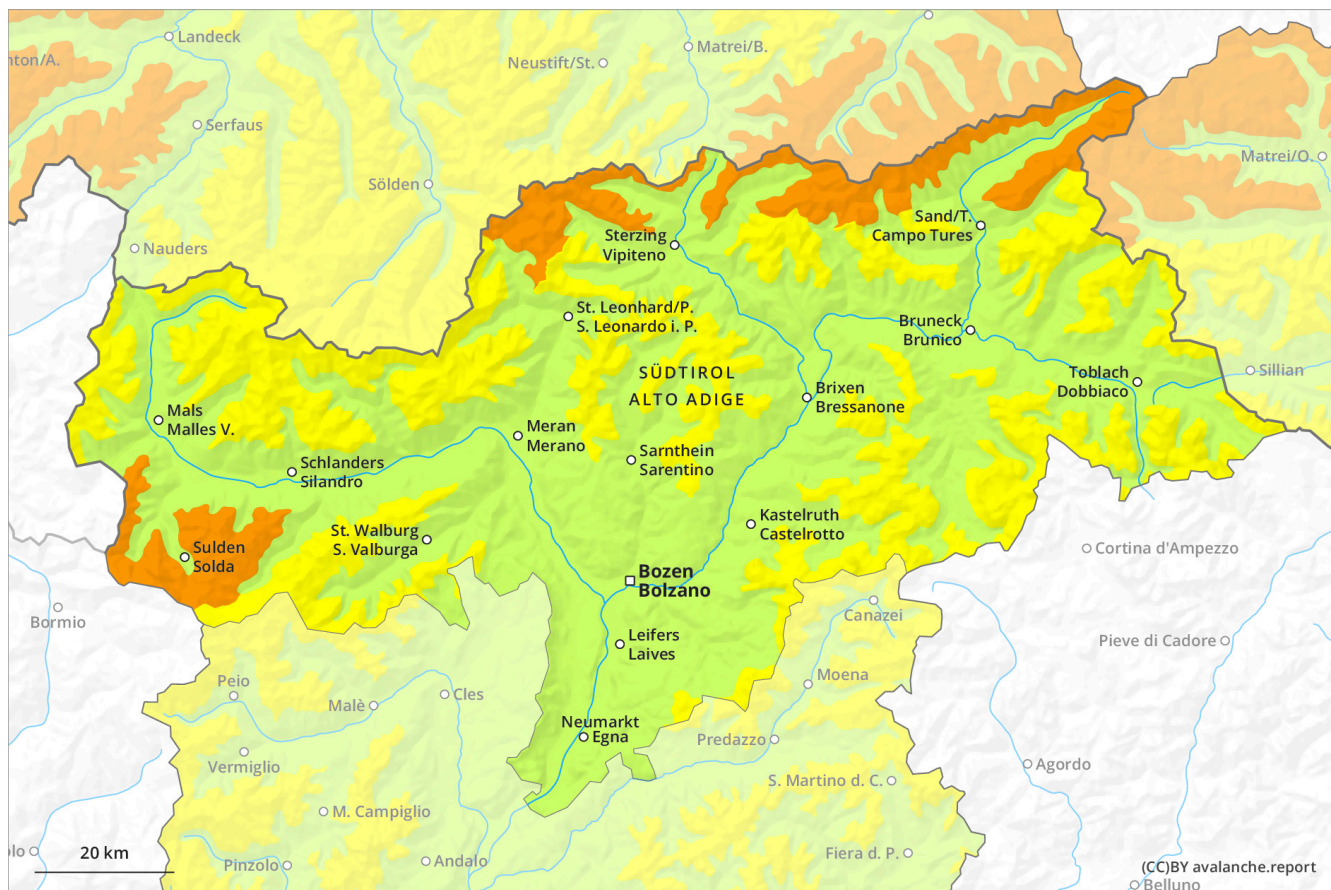 Landeck
nton/A.
Matrei/B.
Neustift/St.
Serfaus
Matrei/O.
Sölden
Sand/T.
Campo Tures
Sterzing
Vipiteno
Nauders
St. Leonhard/P.
S. Leonardo i. P.
Bruneck
Brunico
SÜDTIROL
ALTO ADIGE
Toblach
Dobbiaco
Sillian
Brixen
Bressanone
Mals
Malles V.
Meran
Merano
Sarnthein
Sarentino
Schlanders
Silandro
Kastelruth
Castelrotto
St. Walburg
S. Valburga
Sulden
Solda
Cortina d'Ampezzo
Bozen
Bolzano
Bormio
Canazei
Leifers
Laives
Pieve di Cadore
Moena
Peio
Malè
Cles
Neumarkt
Egna
Predazzo
Vermiglio
Agordo
S. Martino d. C.
M. Campiglio
olo
20 km
Pinzolo
Andalo
Fiera d. P.
(CC)BY avalanche.report
Belluno